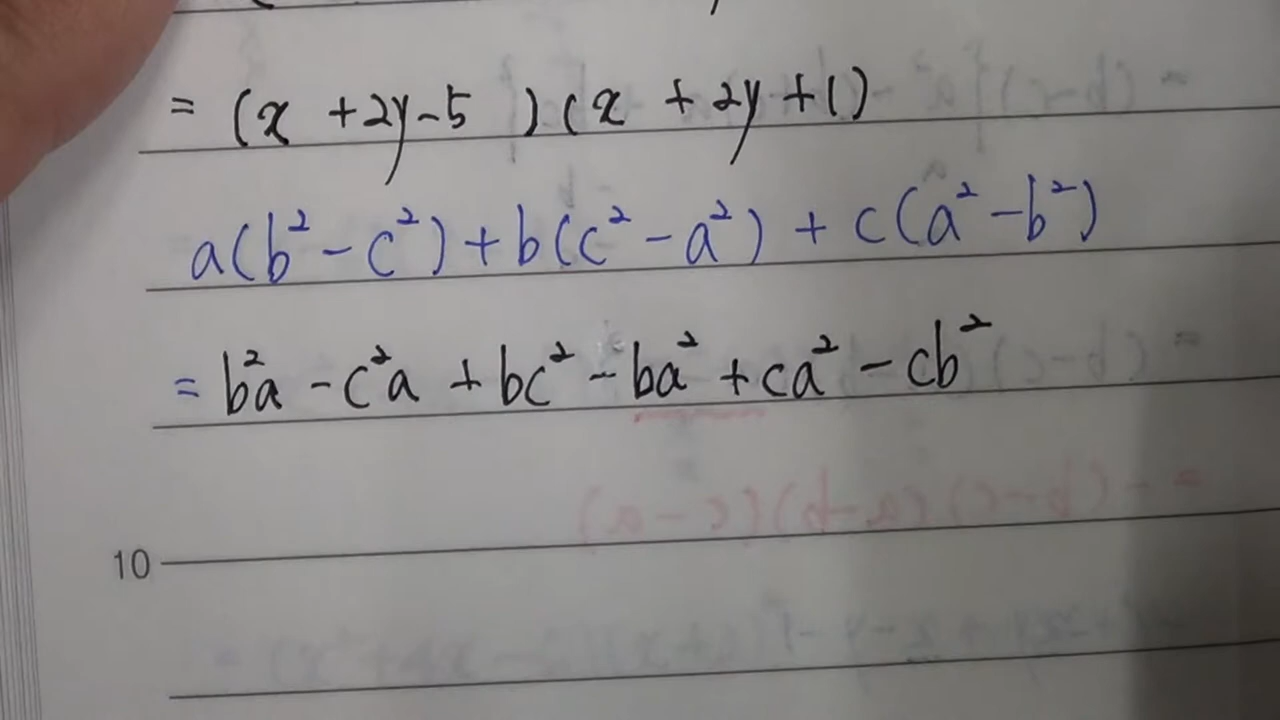 = (x + 2y - 5 ) (x + 2y + 1)
a(b² - c²) + b(c² - a²) + c(a² - b²)
= b²a - c²a + bc² - ba² + ca² - cb²
10